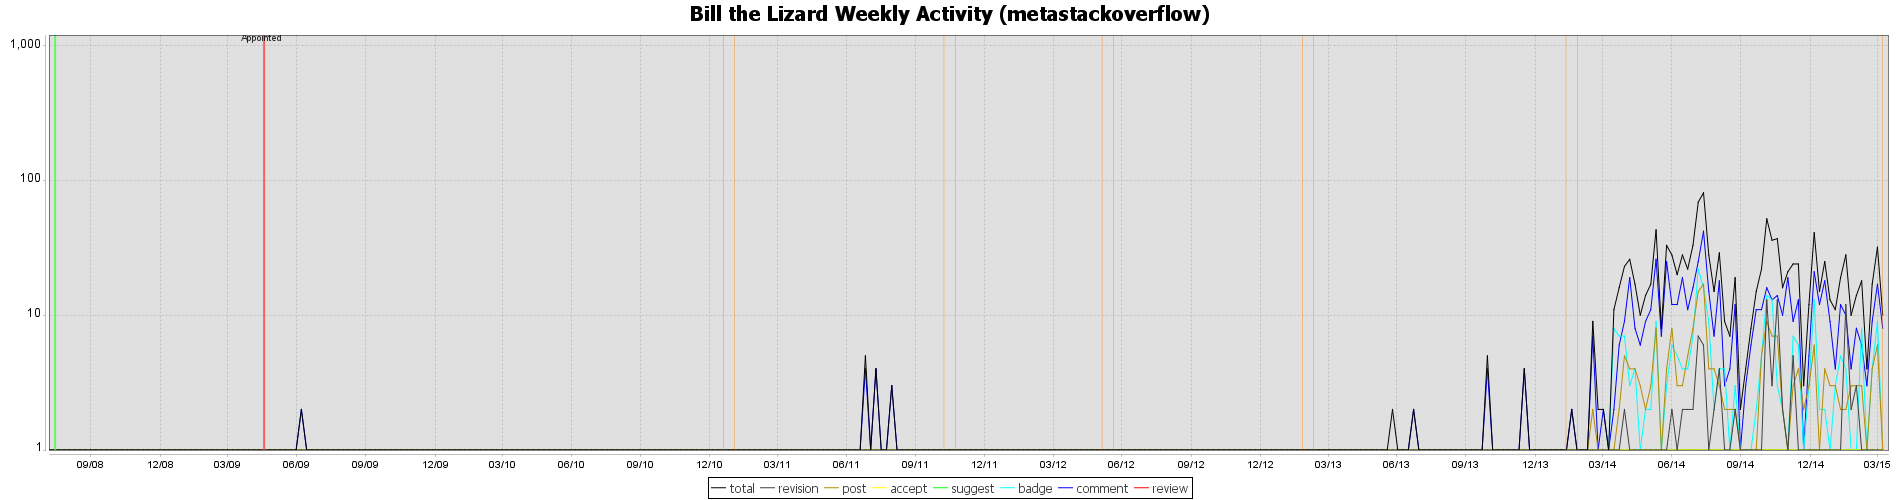 Bill the Lizard Weekly Activity (metastackoverflow)
Appointed
1,000
100
10
1
09/08 12/08 03/09 06/09 09/09 12/09 03/10 06/10 09/10 12/10 03/11 06/11 09/11 12/11 03/12 06/12 09/12 12/12 03/13 06/13 09/13 12/13 03/14 06/14 09/14 12/14 03/15
total revision post accept suggest badge comment review